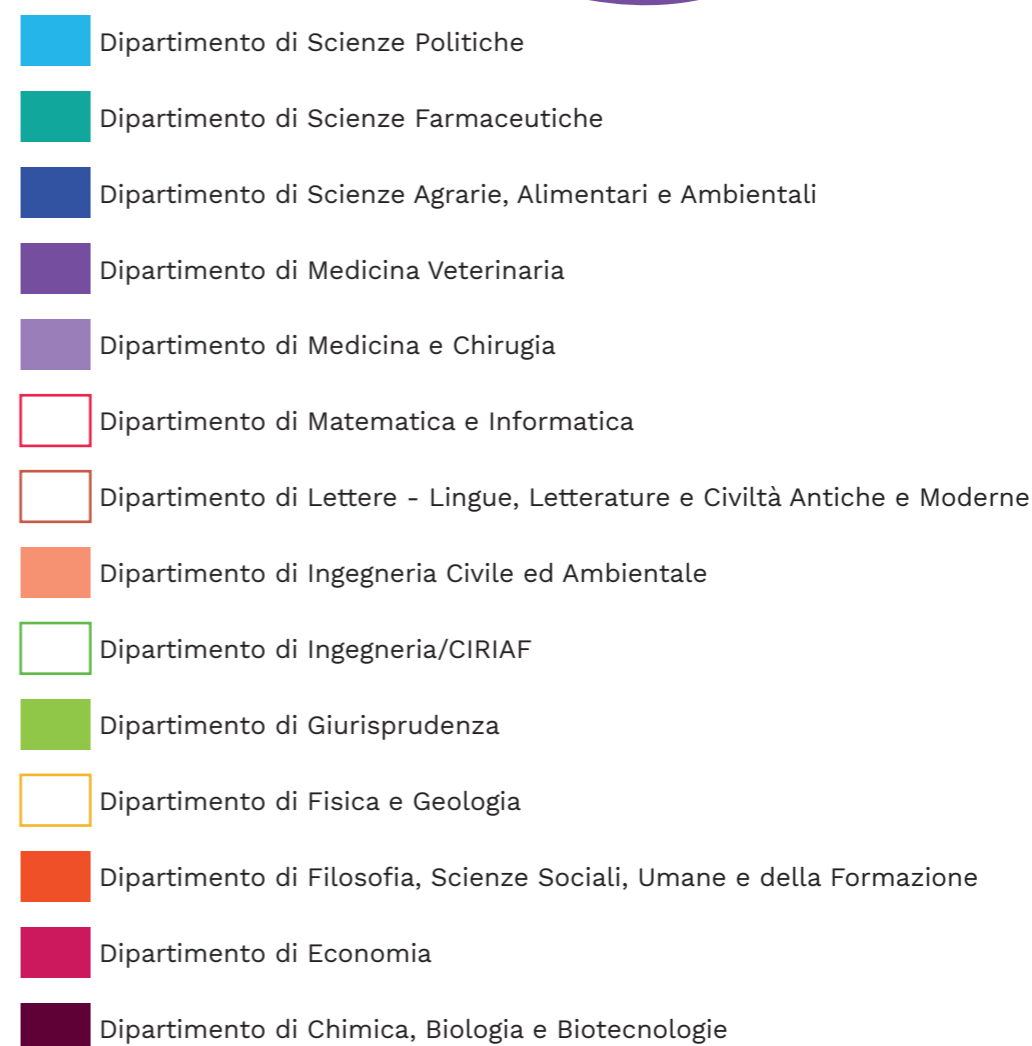 Dipartimento di Scienze Politiche
Dipartimento di Scienze Farmaceutiche
Dipartimento di Scienze Agrarie, Alimentari e Ambientali
Dipartimento di Medicina Veterinaria
Dipartimento di Medicina e Chirugia
Dipartimento di Matematica e Informatica
Dipartimento di Lettere - Lingue, Letterature e Civiltà Antiche e Moderne
Dipartimento di Ingegneria Civile ed Ambientale
Dipartimento di Ingegneria/CIRIAF
Dipartimento di Giurisprudenza
Dipartimento di Fisica e Geologia
Dipartimento di Filosofia, Scienze Sociali, Umane e della Formazione
Dipartimento di Economia
Dipartimento di Chimica, Biologia e Biotecnologie